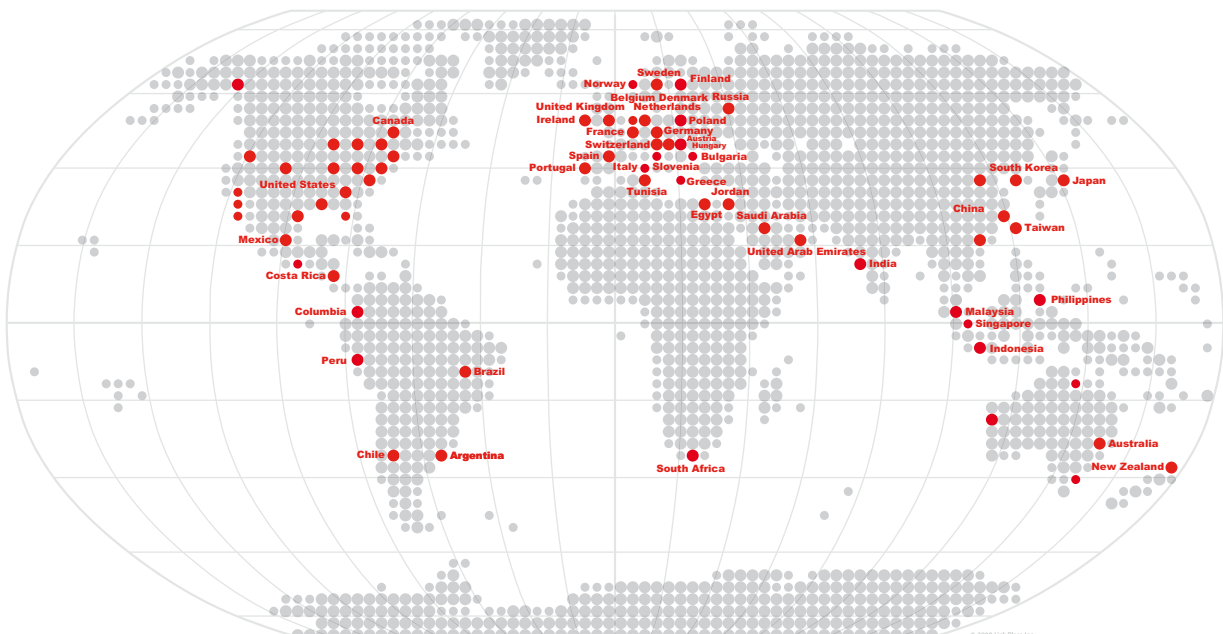 Sweden
Norway
Finland
Belgium Denmark Russia
United Kingdom Netherlands
Ireland
Poland
Canada
France
Germany
Austria
Switzerland
Hungary
Spain
Bulgaria
Portugal
Italy
Slovenia
South Korea
United States
Tunisia
Greece
Japan
Jordan
Egypt
Saudi Arabia
China
Taiwan
Mexico
United Arab Emirates
India
Costa Rica
Philippines
Columbia
Malaysia
Singapore
Indonesia
Peru
Brazil
Australia
Chile
Argentina
South Africa
New Zealand